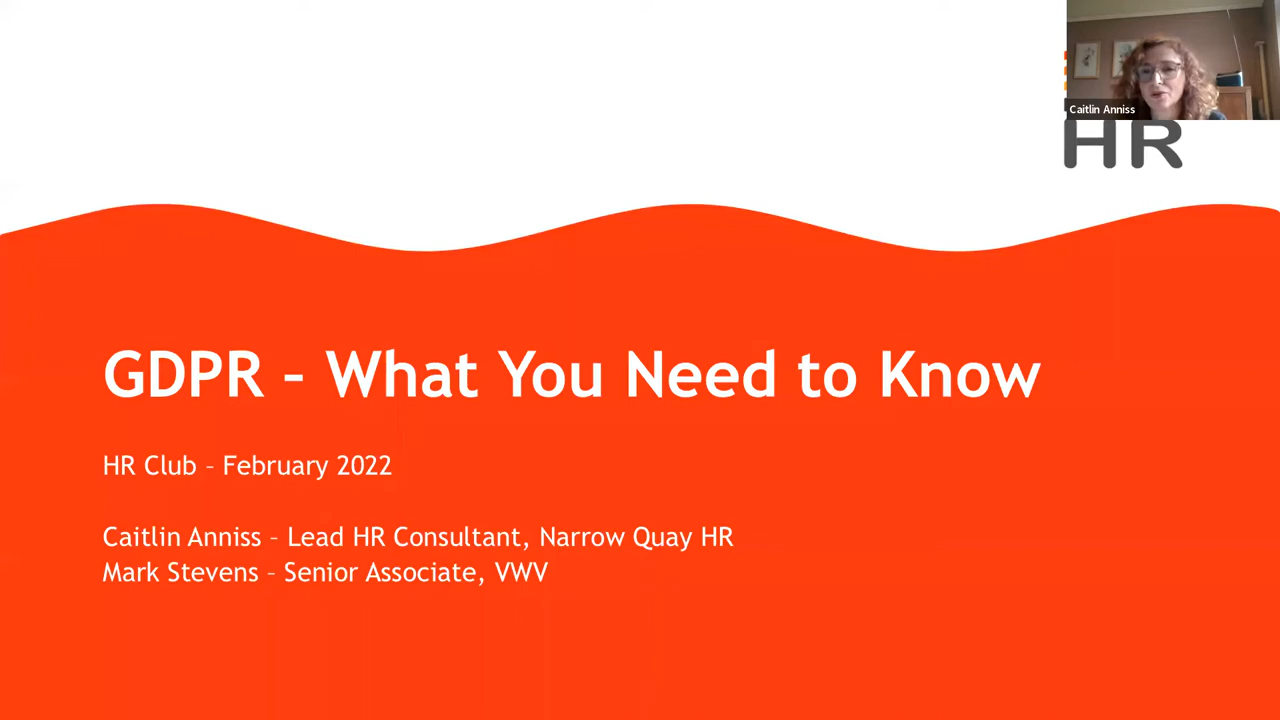 Caitlin Anniss
HR
GDPR – What You Need to Know
HR Club – February 2022
Caitlin Anniss – Lead HR Consultant, Narrow Quay HR
Mark Stevens – Senior Associate, VWV